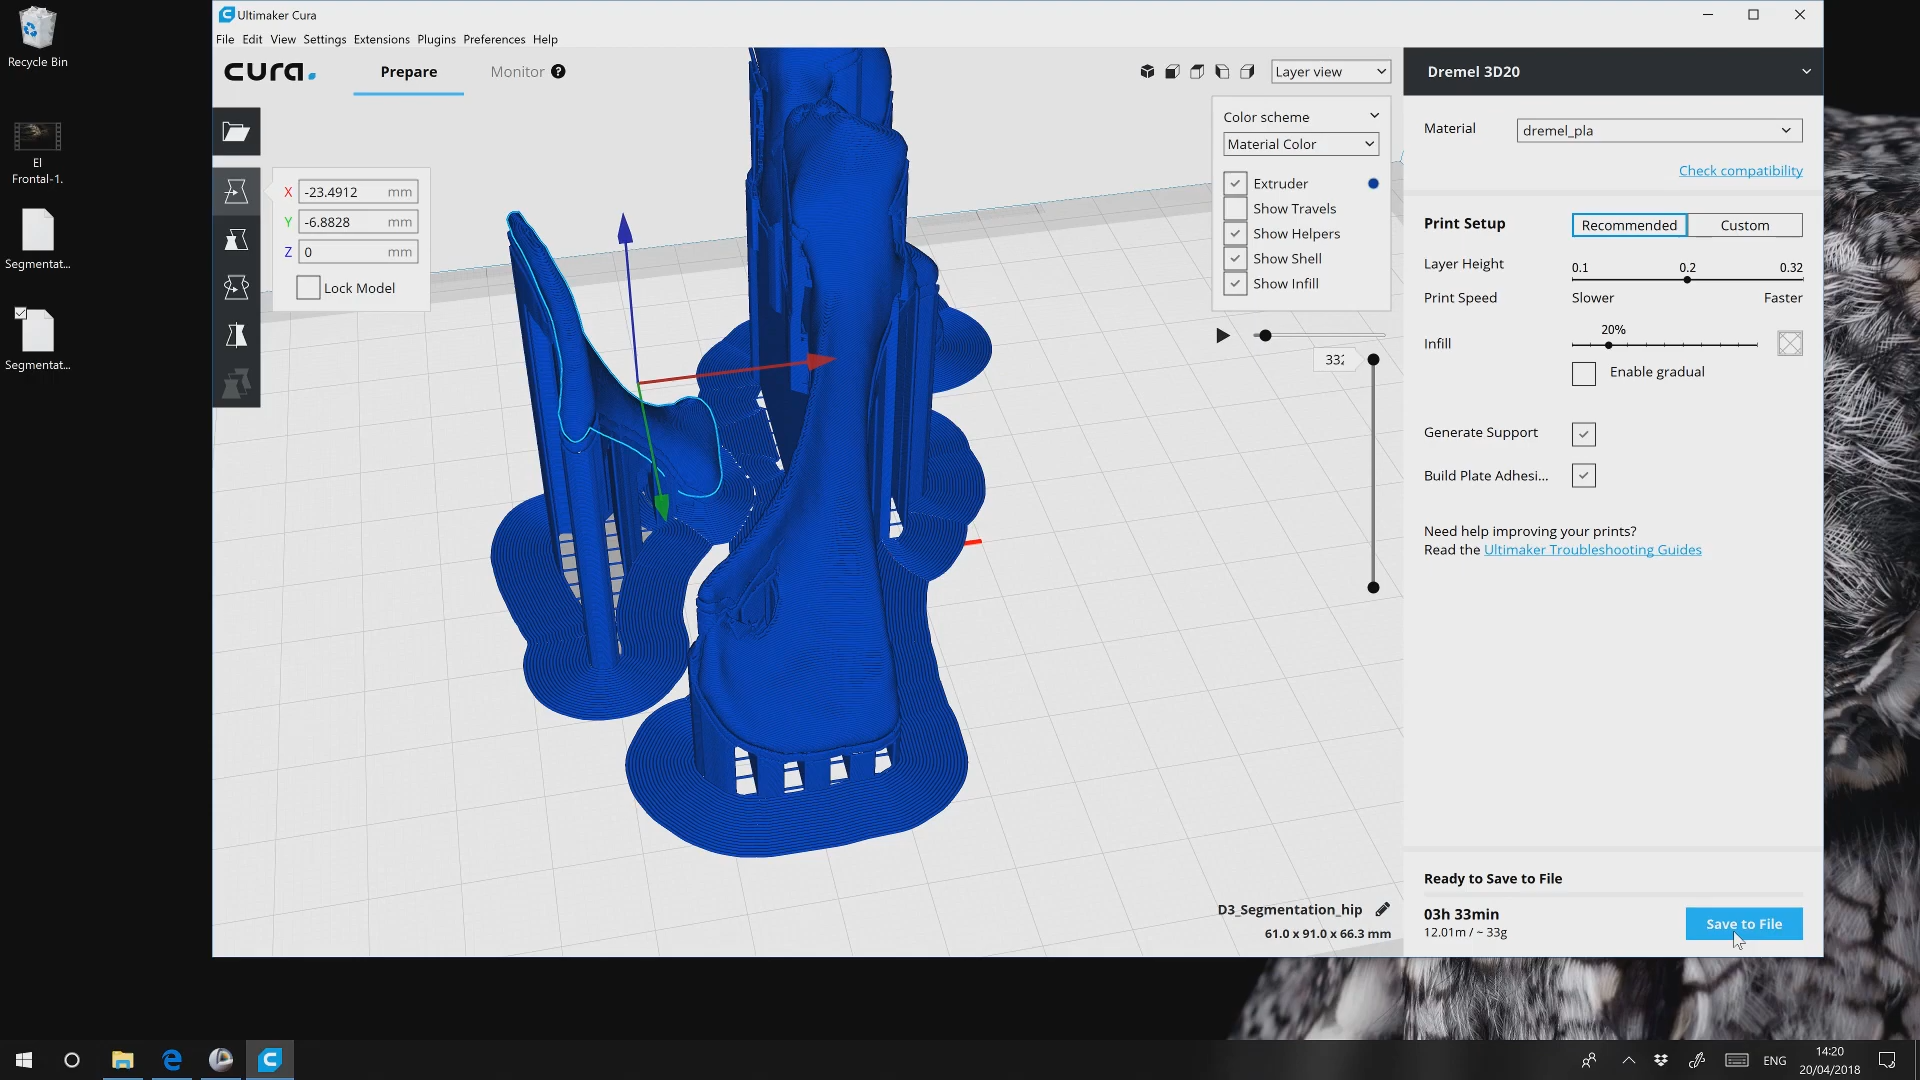 Recycle Bin
El
Frontal-1.
Segmentat...
Segmentat...
Ultimaker Cura
File Edit View Settings Extensions Plugins Preferences Help
cura.
Prepare
Monitor ?
Layer view
X -23.4912 mm
Y -6.8828 mm
Z 0 mm
Lock Model
Color scheme
Material Color
Extruder
Show Travels
Show Helpers
Show Shell
Show Infill
Dremel 3D20
Material dremel_pla
Check compatibility
Print Setup Recommended Custom
Layer Height 0.1 0.2 0.32
Print Speed Slower Faster
20%
Infill
Enable gradual
Generate Support
Build Plate Adhesi...
Need help improving your prints?
Read the Ultimaker Troubleshooting Guides
D3_Segmentation_hip
61.0 x 91.0 x 66.3 mm
Ready to Save to File
03h 33min
12.01m / ~ 33g
Save to File
ENG
14:20
20/04/2018